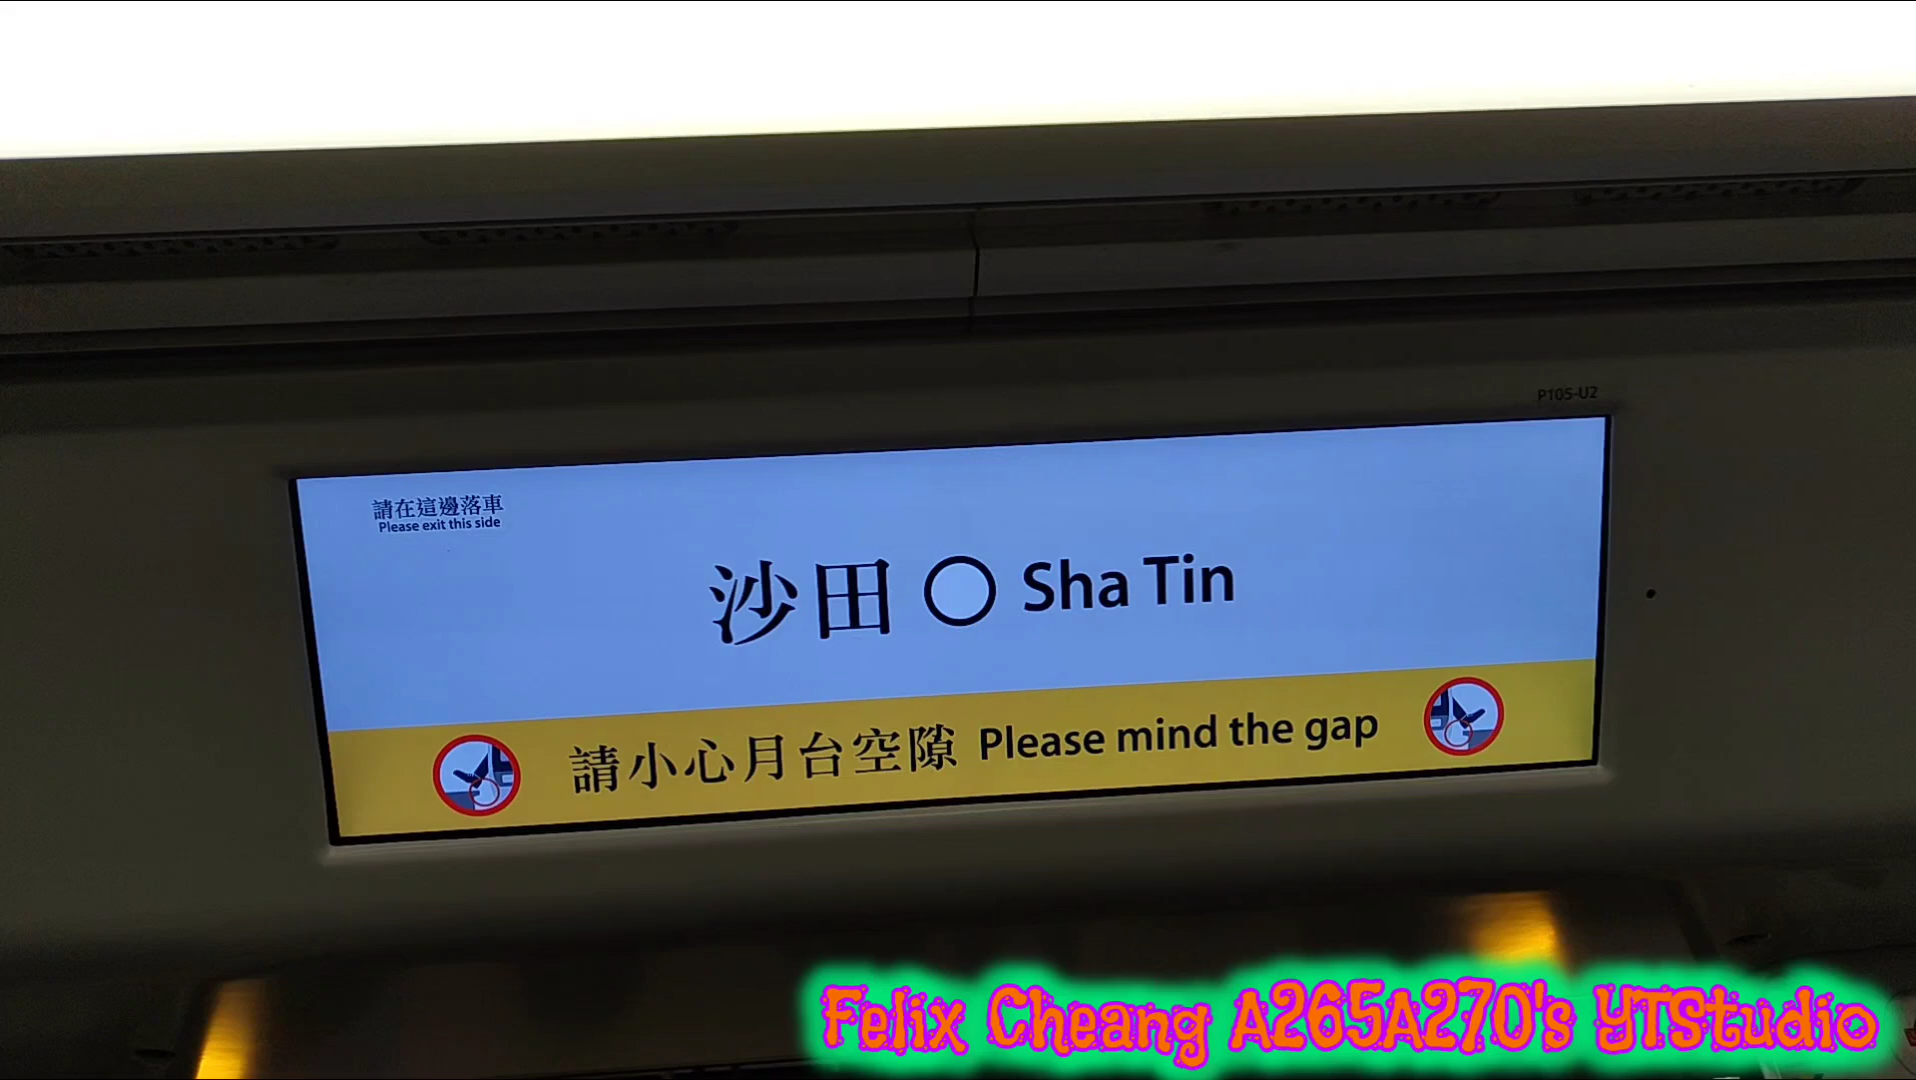 P105-U2
請在這邊落車
Please exit this side
沙田 Sha Tin
請小心月台空隙 Please mind the gap
Felix Cheang A265A270's YTStudio